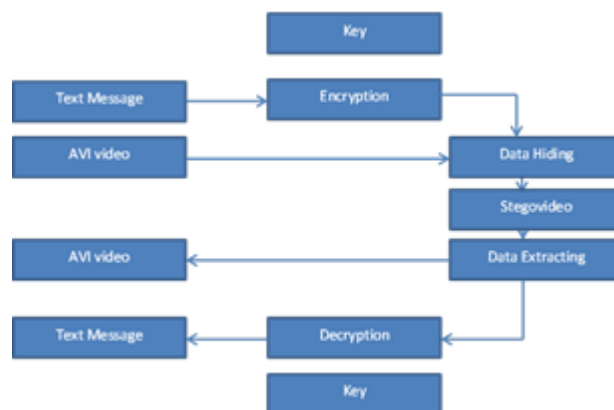 Key
Text Message
Encryption
AVI video
Data Hiding
Stegovideo
AVI video
Data Extracting
Text Message
Decryption
Key